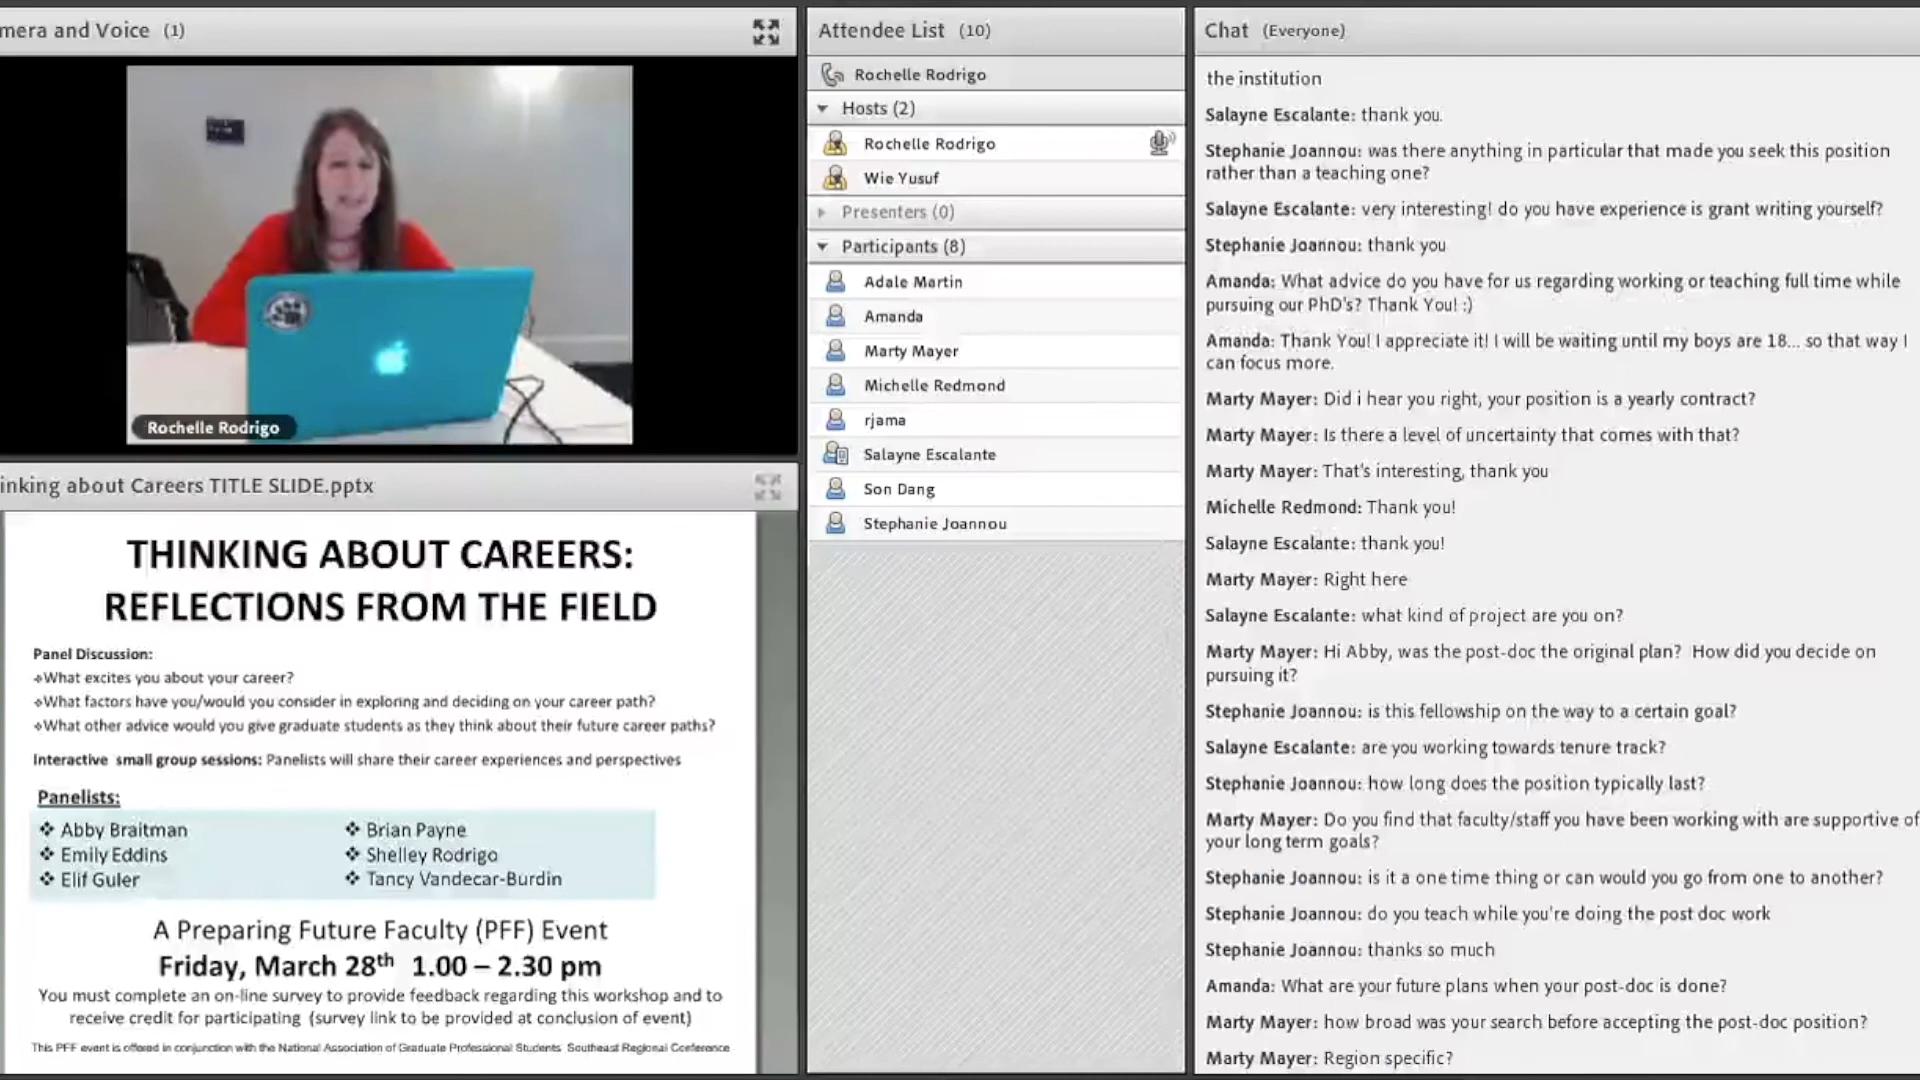 mera and Voice (1)
Rochelle Rodrigo
inking about Careers TITLE SLIDE.pptx
THINKING ABOUT CAREERS:
REFLECTIONS FROM THE FIELD
Panel Discussion:
❖What excites you about your career?
❖What factors have you/would you consider in exploring and deciding on your career path?
❖What other advice would you give graduate students as they think about their future career paths?
Interactive small group sessions: Panelists will share their career experiences and perspectives
Panelists:
❖ Abby Braitman
❖ Emily Eddins
❖ Elif Guler
❖ Brian Payne
❖ Shelley Rodrigo
❖ Tancy Vandecar-Burdin
A Preparing Future Faculty (PFF) Event
Friday, March 28th 1.00 – 2.30 pm
You must complete an on-line survey to provide feedback regarding this workshop and to
receive credit for participating (survey link to be provided at conclusion of event)
This PFF event is offered in conjunction with the National Association of Graduate Professional Students Southeast Regional Conference
Attendee List (10)
Rochelle Rodrigo
Hosts (2)
Rochelle Rodrigo
Wie Yusuf
Presenters (0)
Participants (8)
Adale Martin
Amanda
Marty Mayer
Michelle Redmond
rjama
Salayne Escalante
Son Dang
Stephanie Joannou
Chat (Everyone)
the institution
Salayne Escalante: thank you.
Stephanie Joannou: was there anything in particular that made you seek this position
rather than a teaching one?
Salayne Escalante: very interesting! do you have experience is grant writing yourself?
Stephanie Joannou: thank you
Amanda: What advice do you have for us regarding working or teaching full time while
pursuing our PhD's? Thank You! :)
Amanda: Thank You! I appreciate it! I will be waiting until my boys are 18... so that way I
can focus more.
Marty Mayer: Did i hear you right, your position is a yearly contract?
Marty Mayer: Is there a level of uncertainty that comes with that?
Marty Mayer: That's interesting, thank you
Michelle Redmond: Thank you!
Salayne Escalante: thank you!
Marty Mayer: Right here
Salayne Escalante: what kind of project are you on?
Marty Mayer: Hi Abby, was the post-doc the original plan? How did you decide on
pursuing it?
Stephanie Joannou: is this fellowship on the way to a certain goal?
Salayne Escalante: are you working towards tenure track?
Stephanie Joannou: how long does the position typically last?
Marty Mayer: Do you find that faculty/staff you have been working with are supportive of
your long term goals?
Stephanie Joannou: is it a one time thing or can would you go from one to another?
Stephanie Joannou: do you teach while you're doing the post doc work
Stephanie Joannou: thanks so much
Amanda: What are your future plans when your post-doc is done?
Marty Mayer: how broad was your search before accepting the post-doc position?
Marty Mayer: Region specific?